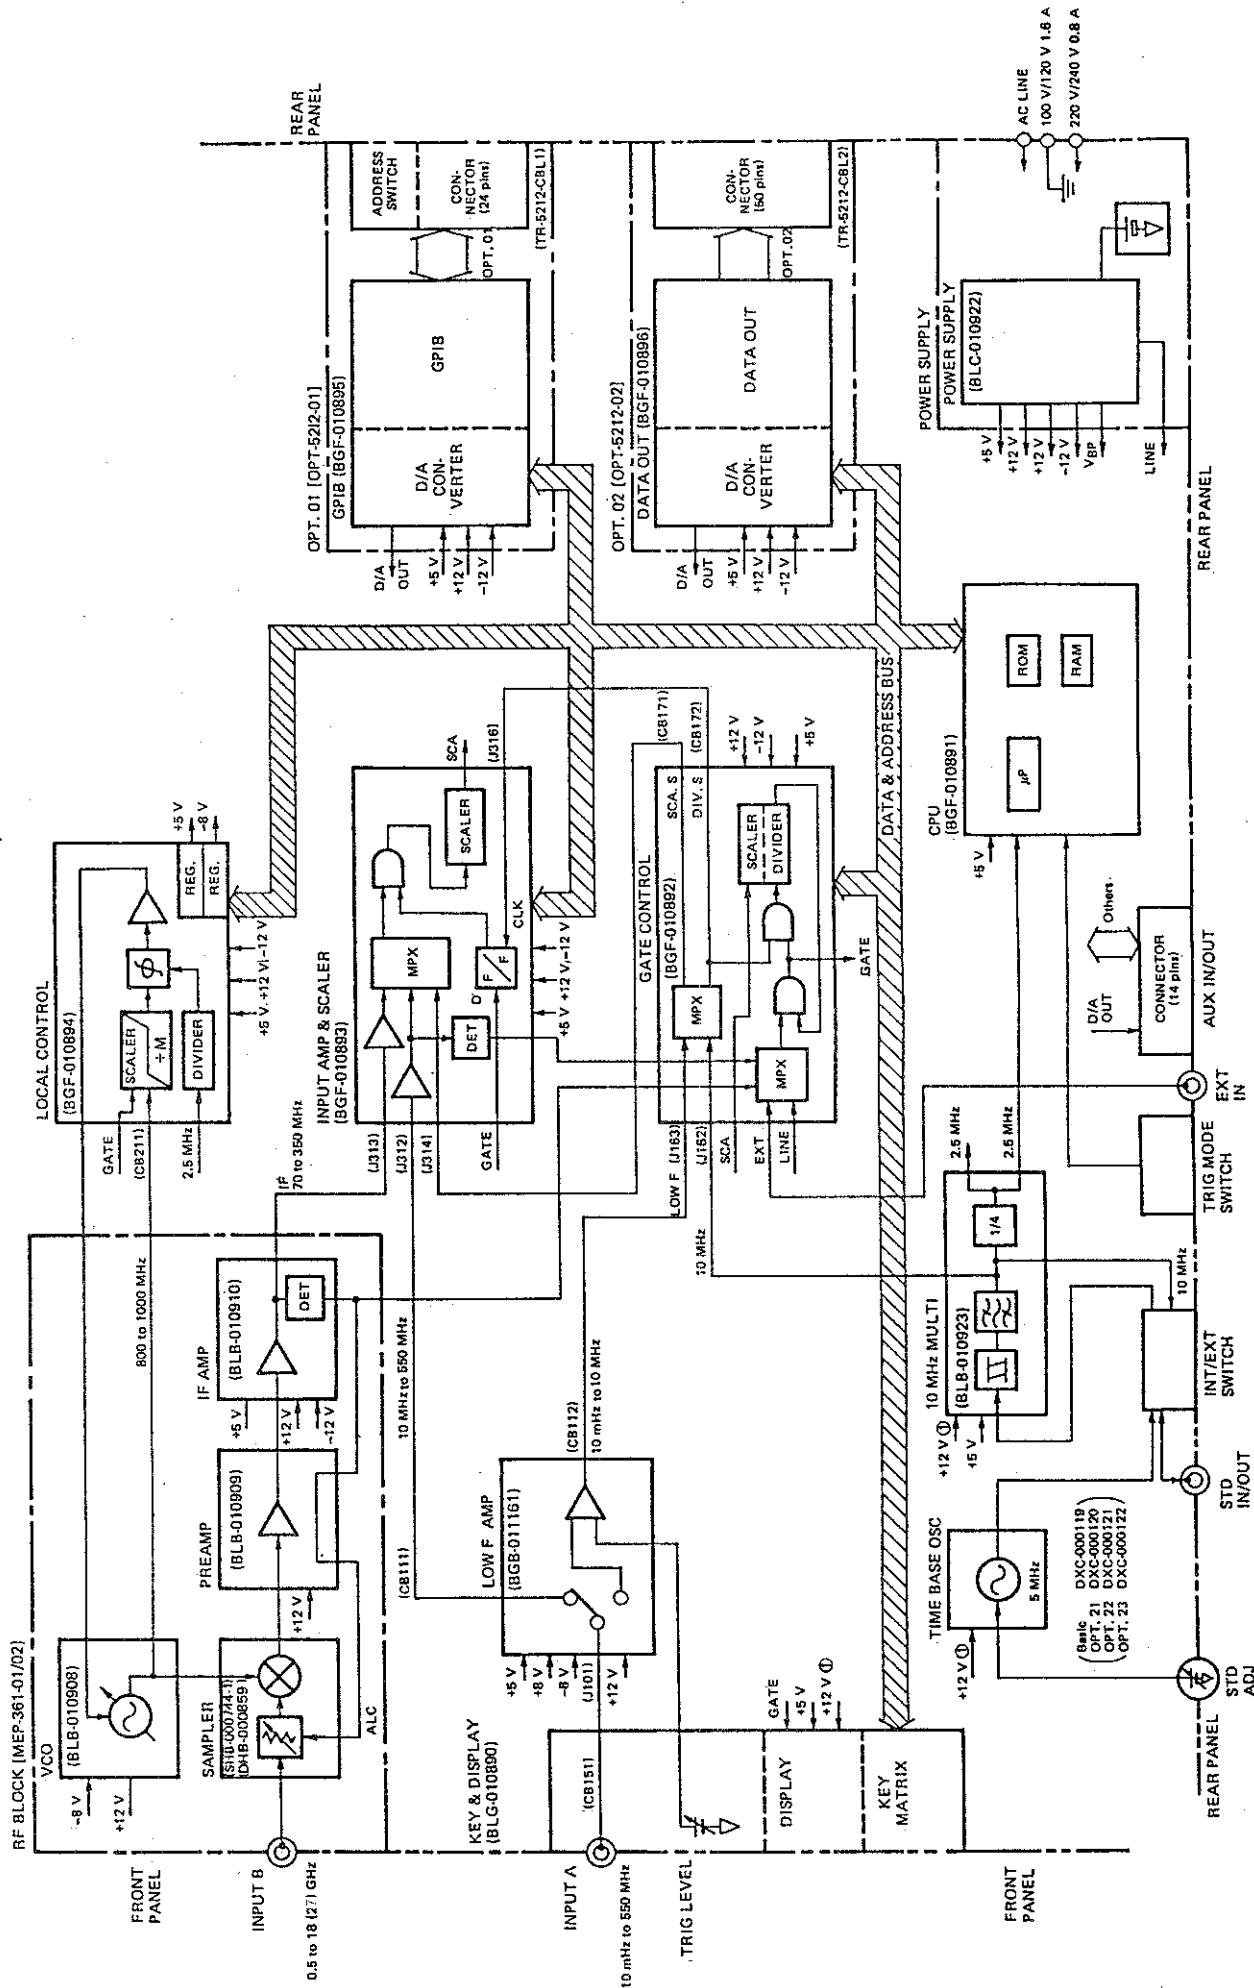 RF BLOCK [MEP-361-01/02]
VCO
(BLB-010908)
-8 V
+12 V
SAMPLER
(DHB-000859)
ALC
FRONT
PANEL
INPUT B
0.5 to 18 (27) GHz
PREAMP
(BLB-010909)
+12 V
IF AMP
(BLB-010910)
DET
+5 V
+12 V
-12 V
800 to 1000 MHz
IF
70 to 350 MHz
LOCAL CONTROL
(BGF-010894)
SCALER
÷M
DIVIDER
ϕ
REG.
REG.
+5 V
-8 V
GATE
(CB211)
2.5 MHz
+5 V, +12 V, -12 V
INPUT AMP & SCALER
(BGF-010893)
(J313)
(J312)
(J314)
GATE
MPX
DET
D
F/F
CLK
SCALER
SCA
(J316)
+5 V +12 V, -12 V
GATE CONTROL
(BGF-010892)
LOW F (J163)
(J162)
SCA
EXT
LINE
MPX
MPX
SCALER
DIVIDER
SCA. S
DIV. S
(CB171)
(CB172)
+12 V
-12 V
+5 V
GATE
10 MHz
10 MHz to 550 MHz
(CB111)
LOW F AMP
(BGB-011161)
(CB112)
10 mHz to 10 MHz
+5 V
+8 V
-8 V
(J101)
+12 V
KEY & DISPLAY
(BLG-010890)
INPUT A
10 mHz to 550 MHz
(CB151)
TRIG LEVEL
DISPLAY
GATE
+5 V
+12 V ①
KEY
MATRIX
FRONT
PANEL
DATA & ADDRESS BUS
OPT. 01 [OPT-5212-01]
GPIB (BGF-010895)
D/A
CON-
VERTER
GPIB
D/A
OUT
+5 V
+12 V
-12 V
OPT. 01
ADDRESS
SWITCH
CON-
NECTOR
(24 pins)
(TR-5212-CBL1)
REAR
PANEL
OPT. 02 [OPT-5212-02]
DATA OUT (BGF-010896)
D/A
CON-
VERTER
DATA OUT
D/A
OUT
+5 V
+12 V
-12 V
OPT. 02
CON-
NECTOR
(50 pins)
(TR-5212-CBL2)
POWER SUPPLY
POWER SUPPLY
(BLC-010922)
+5 V
+12 V
+12 V
-12 V
VBP
LINE
AC LINE
100 V/120 V 1.6 A
220 V/240 V 0.8 A
REAR PANEL
CPU
(BGF-010891)
µP
ROM
RAM
+5 V
Others
D/A
OUT
CONNECTOR
(14 pins)
AUX IN/OUT
EXT
IN
TRIG MODE
SWITCH
10 MHz MULTI
(BLB-010923)
1/4
2.5 MHz
2.5 MHz
+12 V ①
+5 V
10 MHz
INT/EXT
SWITCH
STD
IN/OUT
TIME BASE OSC
5 MHz
+12 V ①
Basic DXC-000119
OPT. 21 DXC-000120
OPT. 22 DXC-000121
OPT. 23 DXC-000122
STD
ADJ
REAR PANEL